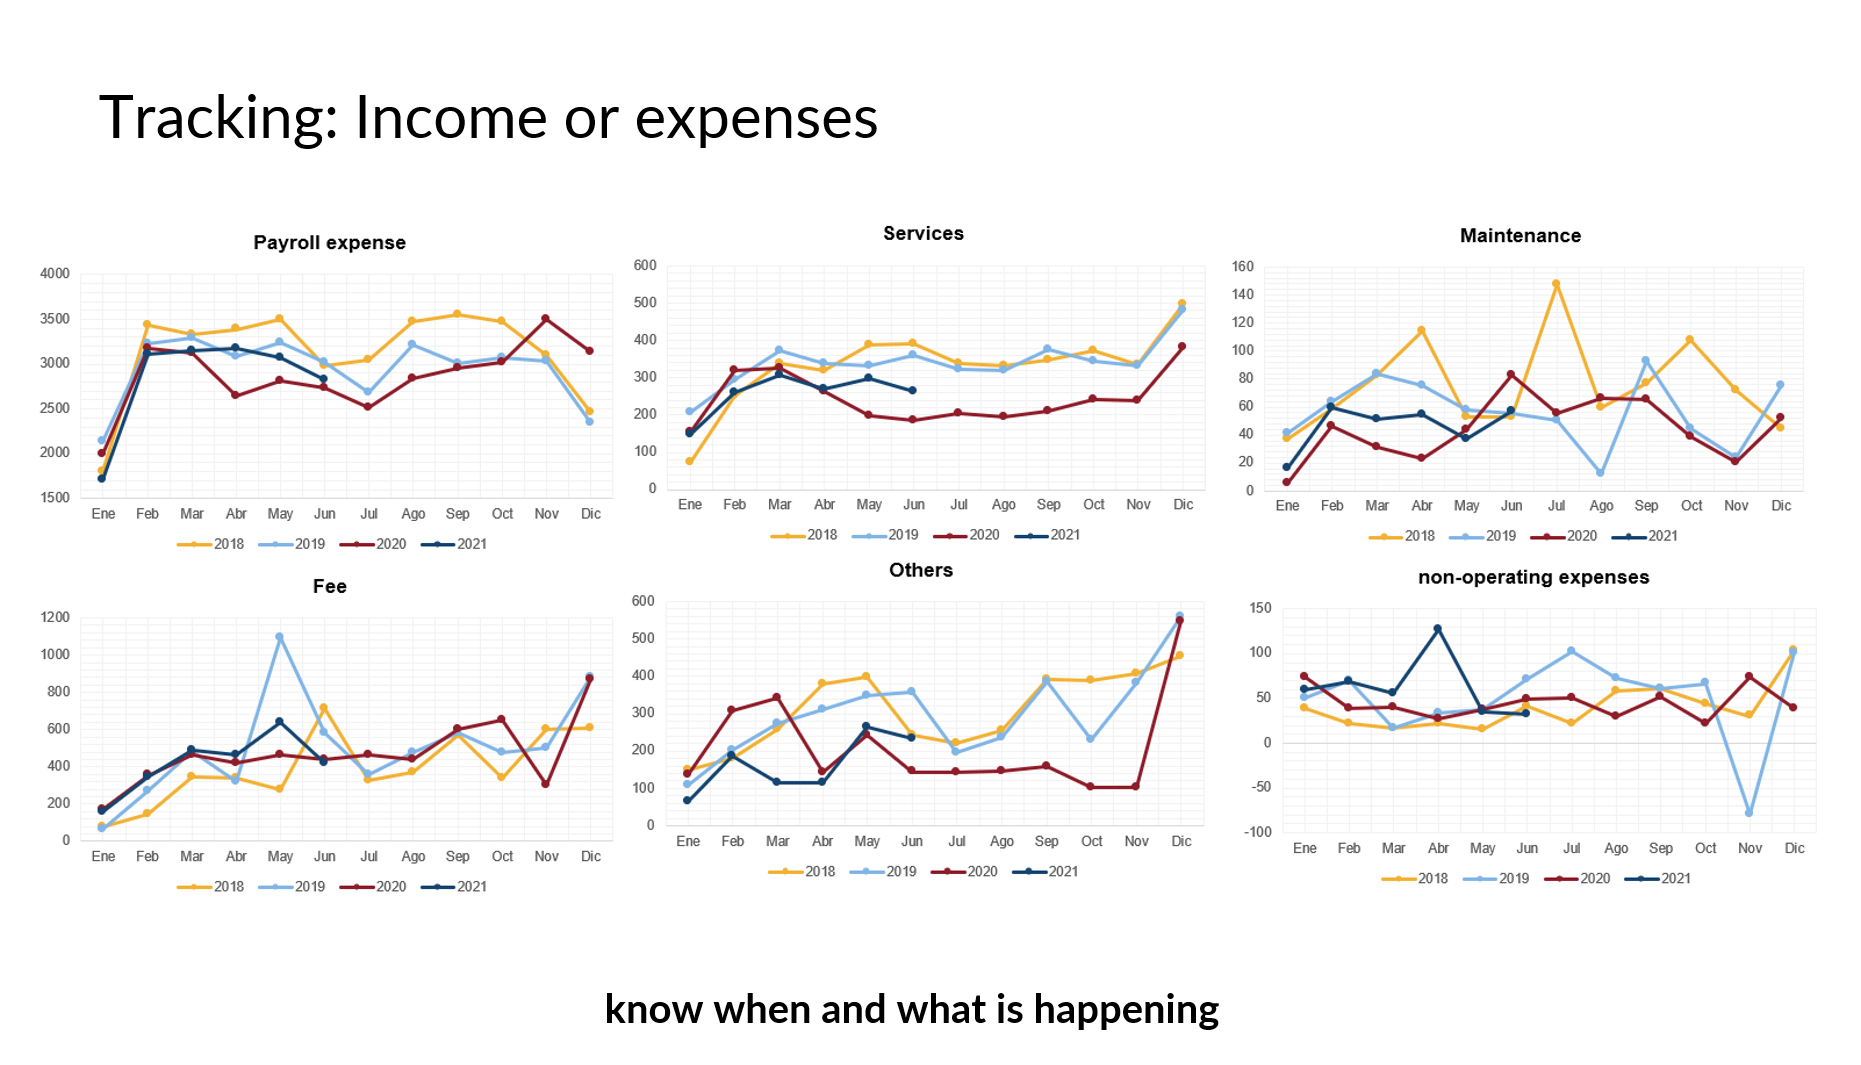 Tracking: Income or expenses
Payroll expense
4000
3500
3000
2500
2000
1500
Ene Feb Mar Abr May Jun Jul Ago Sep Oct Nov Dic
2018 2019 2020 2021
Services
600
500
400
300
200
100
0
Ene Feb Mar Abr May Jun Jul Ago Sep Oct Nov Dic
2018 2019 2020 2021
Maintenance
160
140
120
100
80
60
40
20
0
Ene Feb Mar Abr May Jun Jul Ago Sep Oct Nov Dic
2018 2019 2020 2021
Fee
1200
1000
800
600
400
200
0
Ene Feb Mar Abr May Jun Jul Ago Sep Oct Nov Dic
2018 2019 2020 2021
Others
600
500
400
300
200
100
0
Ene Feb Mar Abr May Jun Jul Ago Sep Oct Nov Dic
2018 2019 2020 2021
non-operating expenses
150
100
50
0
-50
-100
Ene Feb Mar Abr May Jun Jul Ago Sep Oct Nov Dic
2018 2019 2020 2021
know when and what is happening